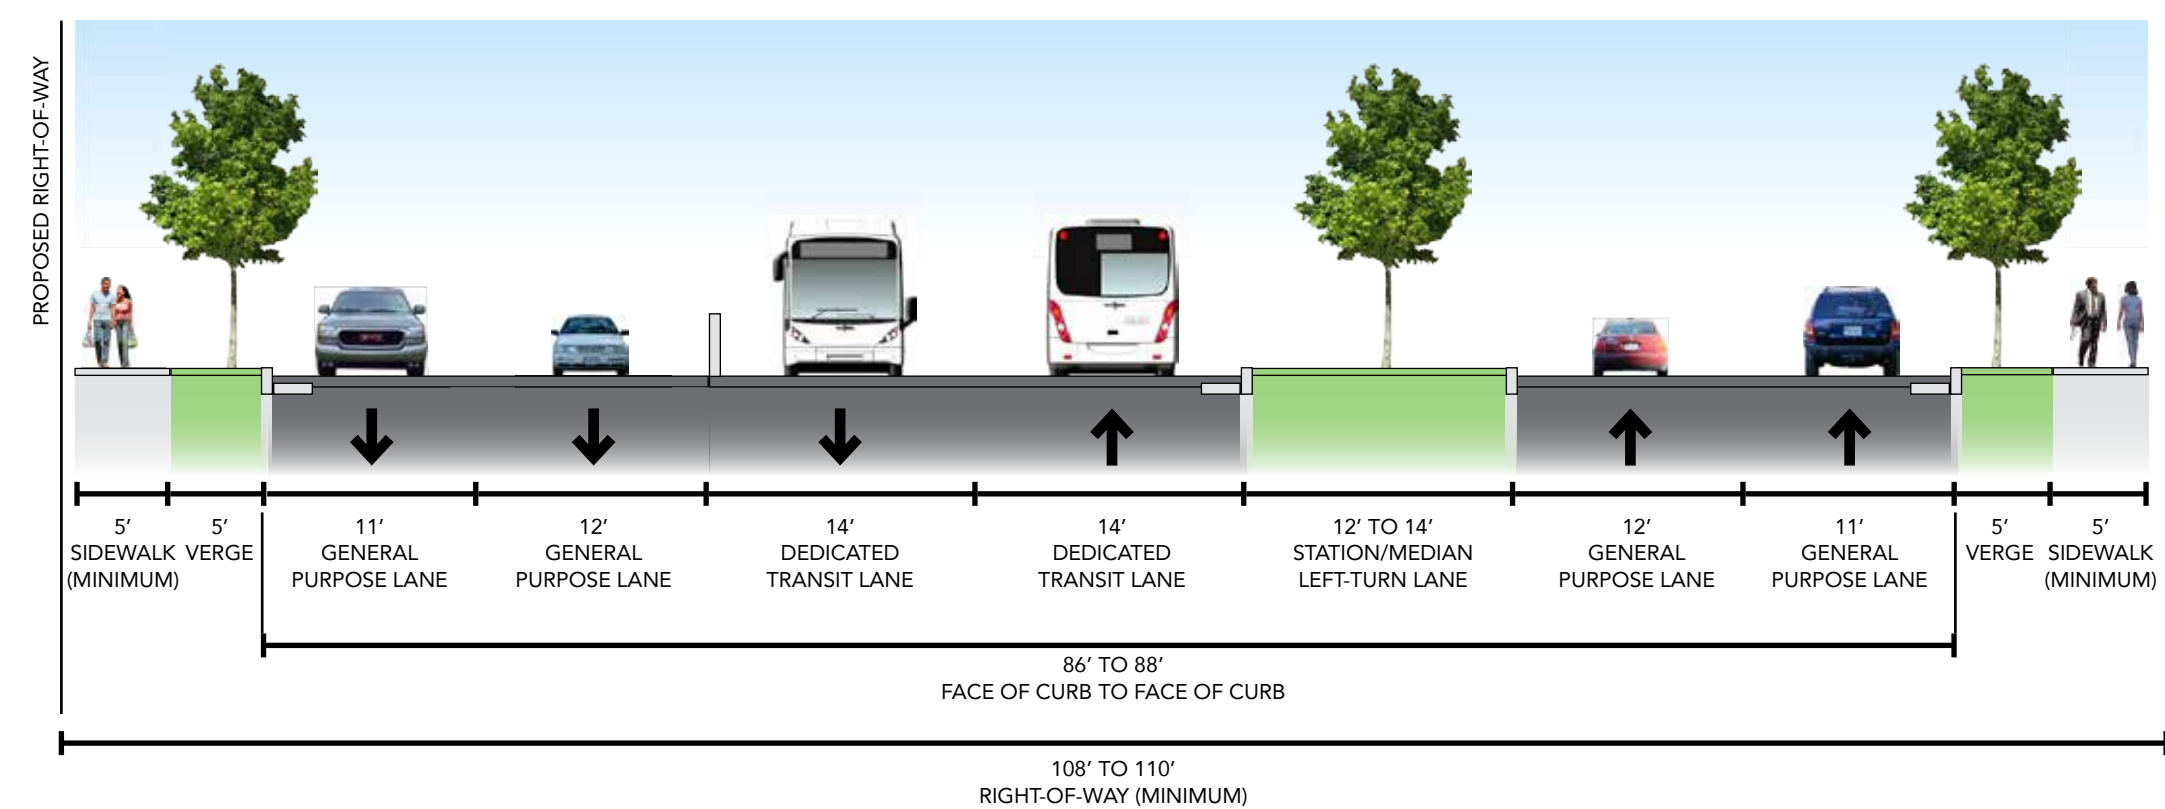 PROPOSED RIGHT-OF-WAY
5’
SIDEWALK
(MINIMUM)
5’
VERGE
11’
GENERAL
PURPOSE LANE
12’
GENERAL
PURPOSE LANE
14’
DEDICATED
TRANSIT LANE
14’
DEDICATED
TRANSIT LANE
12’ TO 14’
STATION/MEDIAN
LEFT-TURN LANE
12’
GENERAL
PURPOSE LANE
11’
GENERAL
PURPOSE LANE
5’
VERGE
5’
SIDEWALK
(MINIMUM)
86’ TO 88’
FACE OF CURB TO FACE OF CURB
108’ TO 110’
RIGHT-OF-WAY (MINIMUM)